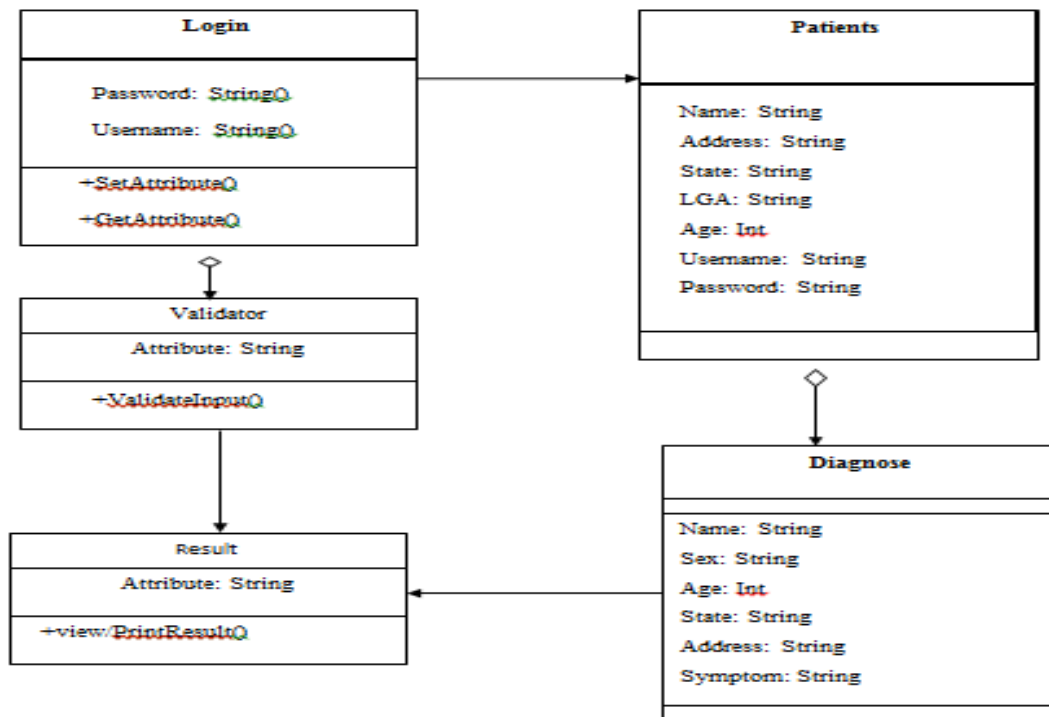 Login
Password: String()
Username: String()
+SetAttribute()
+GetAttribute()
Patients
Name: String
Address: String
State: String
LGA: String
Age: Int
Username: String
Password: String
Validator
Attribute: String
+ValidateInput()
Diagnose
Name: String
Sex: String
Age: Int
State: String
Address: String
Symptom: String
Result
Attribute: String
+view/PrintResult()